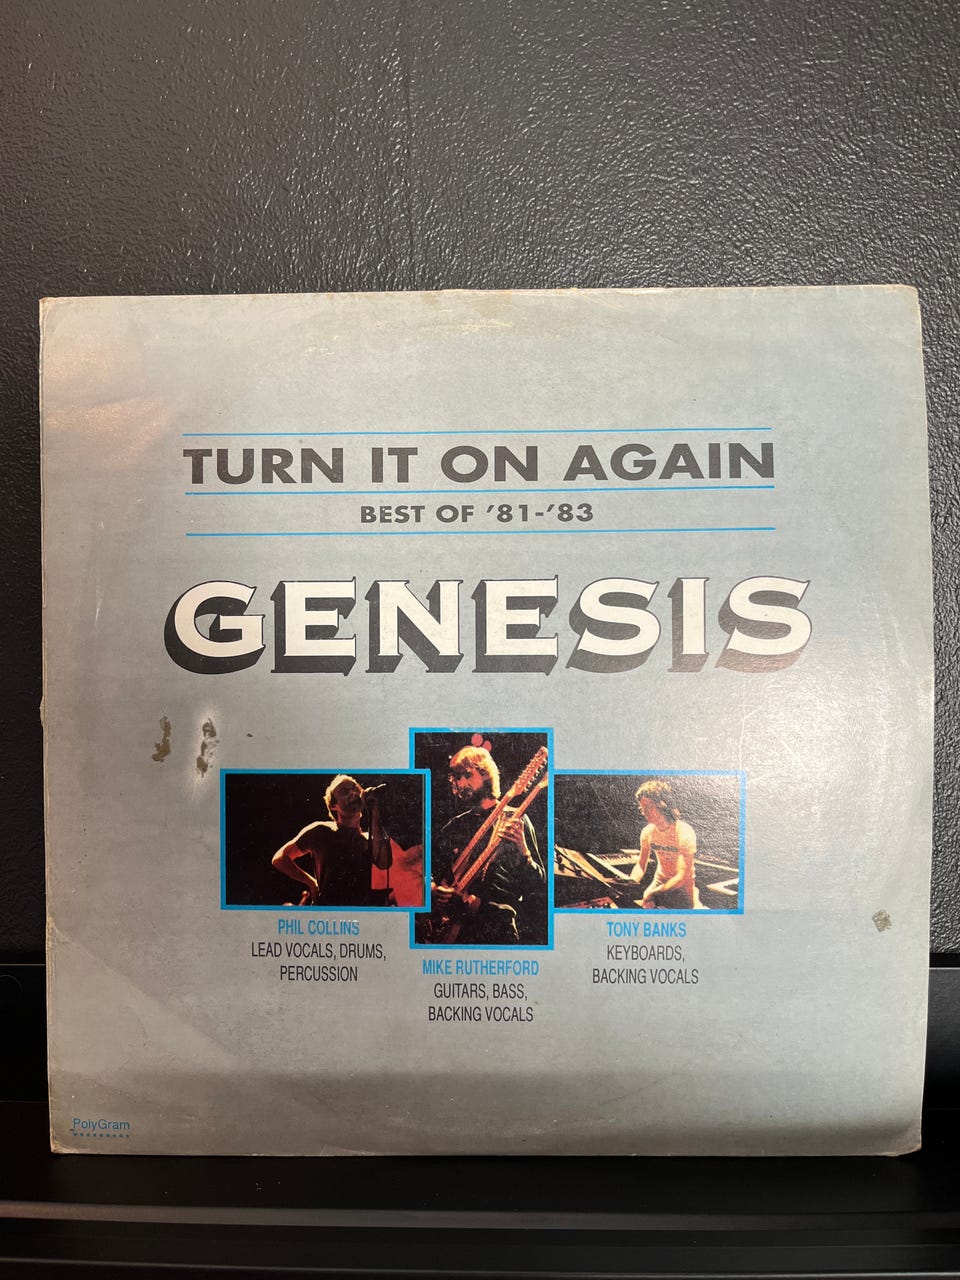 TURN IT ON AGAIN
BEST OF '81-'83
GENESIS
PHIL COLLINS
LEAD VOCALS, DRUMS,
PERCUSSION
MIKE RUTHERFORD
GUITARS, BASS,
BACKING VOCALS
TONY BANKS
KEYBOARDS,
BACKING VOCALS
PolyGram